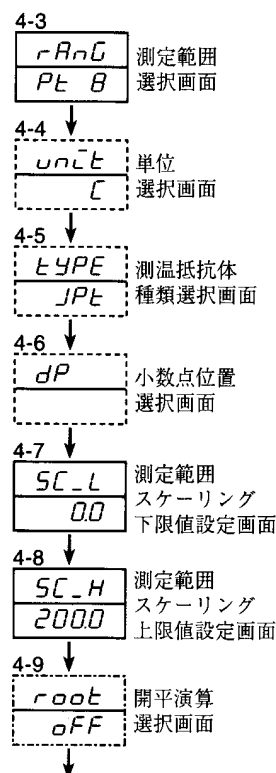 4-3
rAnG
測定範囲
Pt 8
選択画面
4-4
unit
単位
C
選択画面
4-5
tYPE
測温抵抗体
JPt
種類選択画面
4-6
dP
小数点位置
選択画面
4-7
SC_L
測定範囲
スケーリング
0.0
下限値設定画面
4-8
SC_H
測定範囲
スケーリング
200.0
上限値設定画面
4-9
root
開平演算
oFF
選択画面